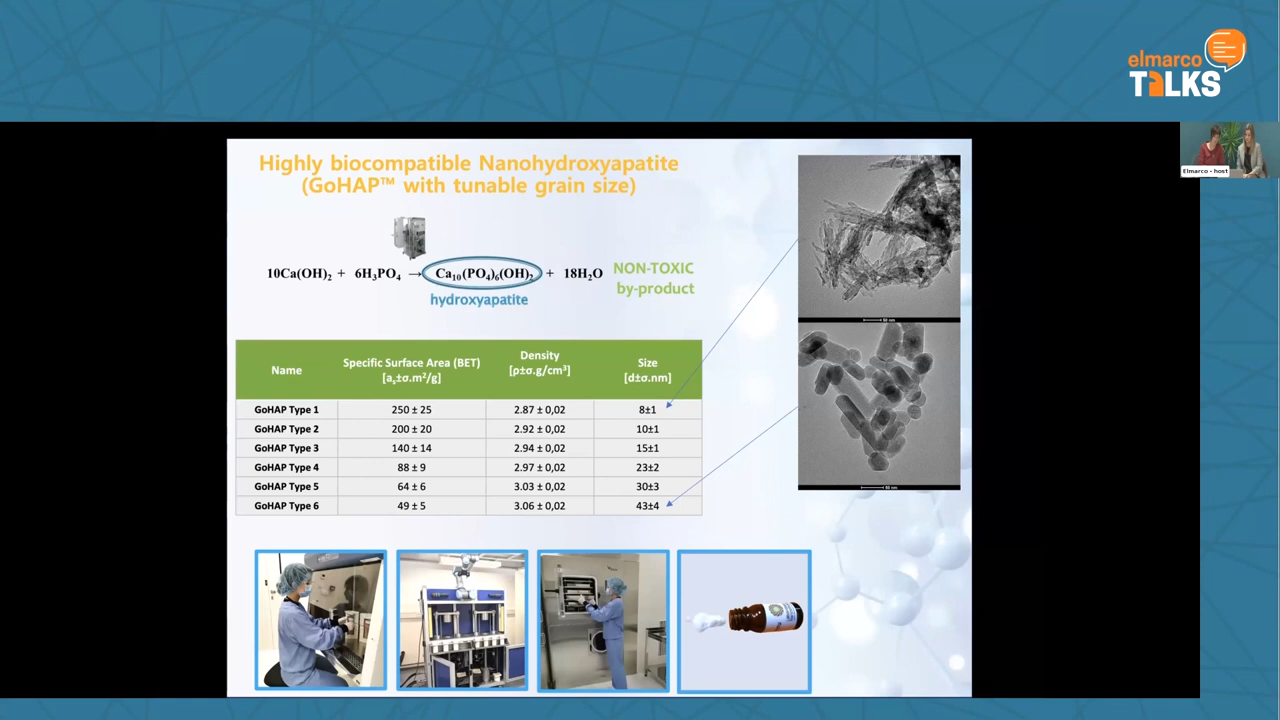 elmarco
TALKS
Elmarco - host
Highly biocompatible Nanohydroxyapatite
(GoHAP™ with tunable grain size)
10Ca(OH)₂ + 6H₃PO₄ → Ca₁₀(PO₄)₆(OH)₂ + 18H₂O
NON-TOXIC
by-product
hydroxyapatite
Name Specific Surface Area (BET) [aₛ±σ.m²/g] Density [ρ±σ.g/cm³] Size [d±σ.nm]
GoHAP Type 1 250 ± 25 2.87 ± 0,02 8±1
GoHAP Type 2 200 ± 20 2.92 ± 0,02 10±1
GoHAP Type 3 140 ± 14 2.94 ± 0,02 15±1
GoHAP Type 4 88 ± 9 2.97 ± 0,02 23±2
GoHAP Type 5 64 ± 6 3.03 ± 0,02 30±3
GoHAP Type 6 49 ± 5 3.06 ± 0,02 43±4